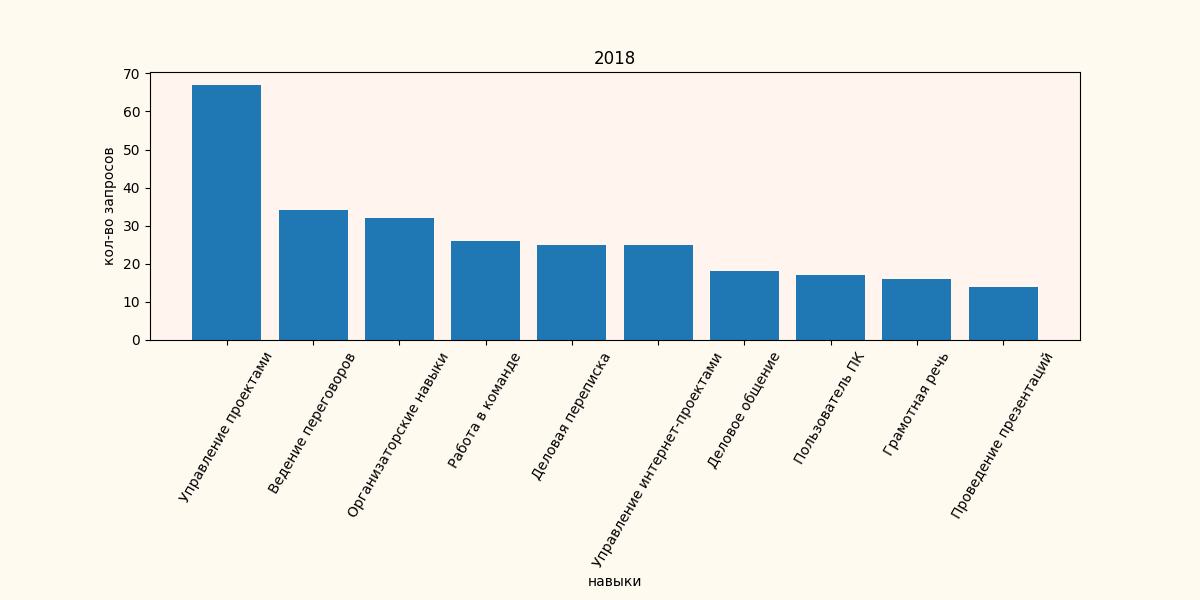 2018
кол-во запросов
70
60
50
40
30
20
10
0
Управление проектами
Ведение переговоров
Организаторские навыки
Работа в команде
Деловая переписка
Управление интернет-проектами
Деловое общение
Пользователь ПК
Грамотная речь
Проведение презентаций
навыки